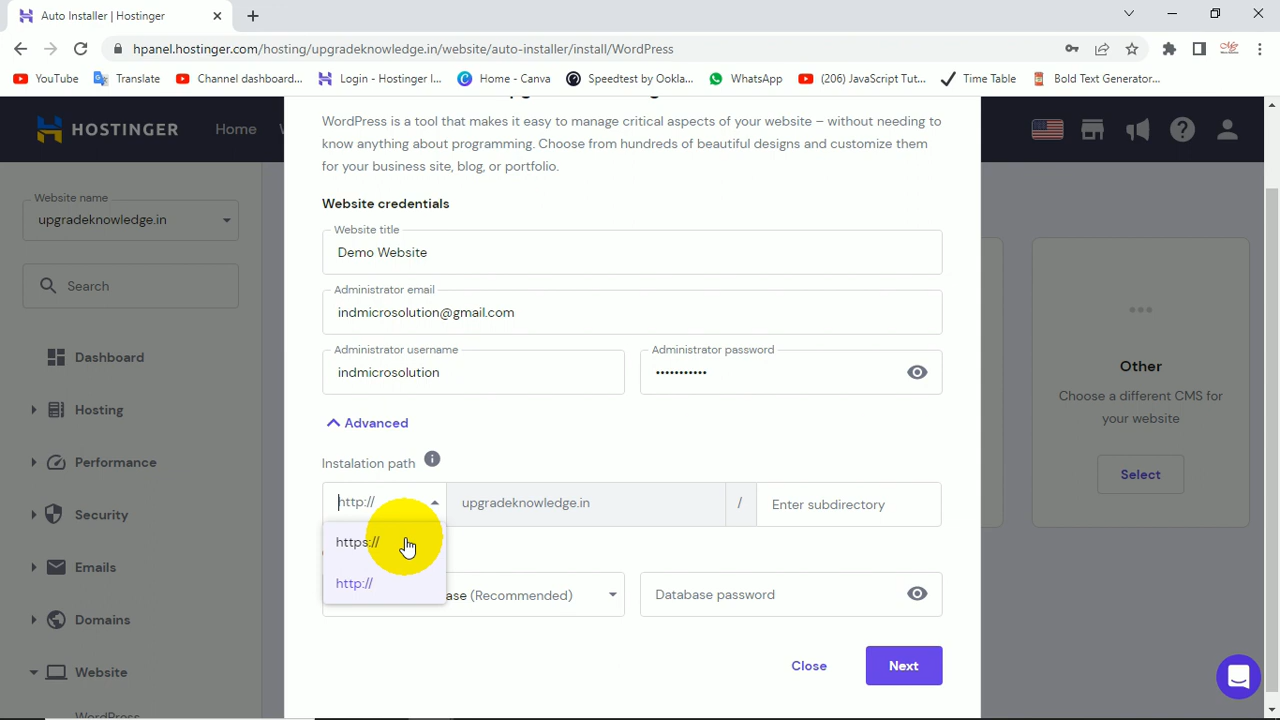 Auto Installer | Hostinger
hpanel.hostinger.com/hosting/upgradeknowledge.in/website/auto-installer/install/WordPress
YouTube
Translate
Channel dashboard...
Login - Hostinger I...
Home - Canva
Speedtest by Ookla...
WhatsApp
(206) JavaScript Tut...
Time Table
Bold Text Generator...
HOSTINGER
Home
WordPress is a tool that makes it easy to manage critical aspects of your website – without needing to
know anything about programming. Choose from hundreds of beautiful designs and customize them
for your business site, blog, or portfolio.
Website name
upgradeknowledge.in
Search
Dashboard
Hosting
Performance
Security
Emails
Domains
Website
WordPress
Website credentials
Website title
Demo Website
Administrator email
indmicrosolution@gmail.com
Administrator username
indmicrosolution
Administrator password
•••••••••••
Advanced
Instalation path
http://
upgradeknowledge.in
/
Enter subdirectory
https://
http://
(Recommended)
Database password
Close
Next
Other
Choose a different CMS for
your website
Select